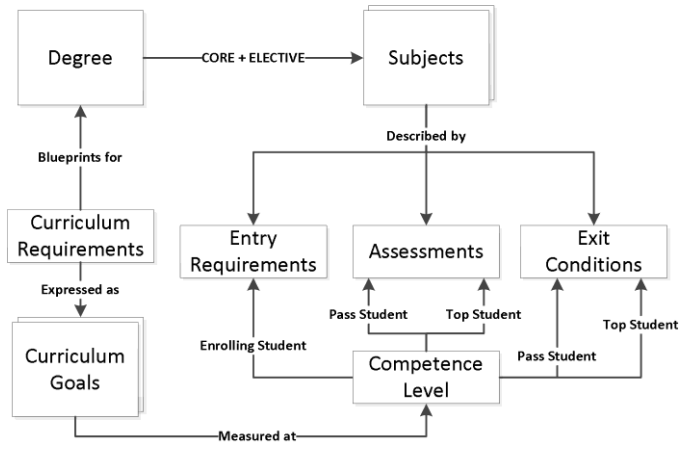 Degree
CORE + ELECTIVE
Subjects
Described by
Blueprints for
Curriculum
Requirements
Entry
Requirements
Assessments
Exit
Conditions
Expressed as
Pass Student
Top Student
Top Student
Enrolling Student
Pass Student
Curriculum
Goals
Competence
Level
Measured at